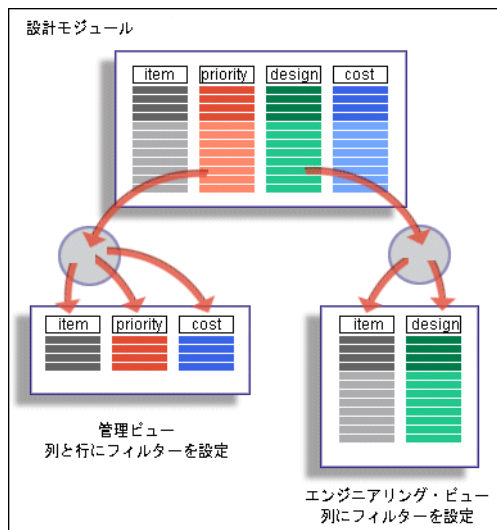 設計モジュール
item priority design cost
item priority cost
item design
管理ビュー
列と行にフィルターを設定
エンジニアリング・ビュー
列にフィルターを設定